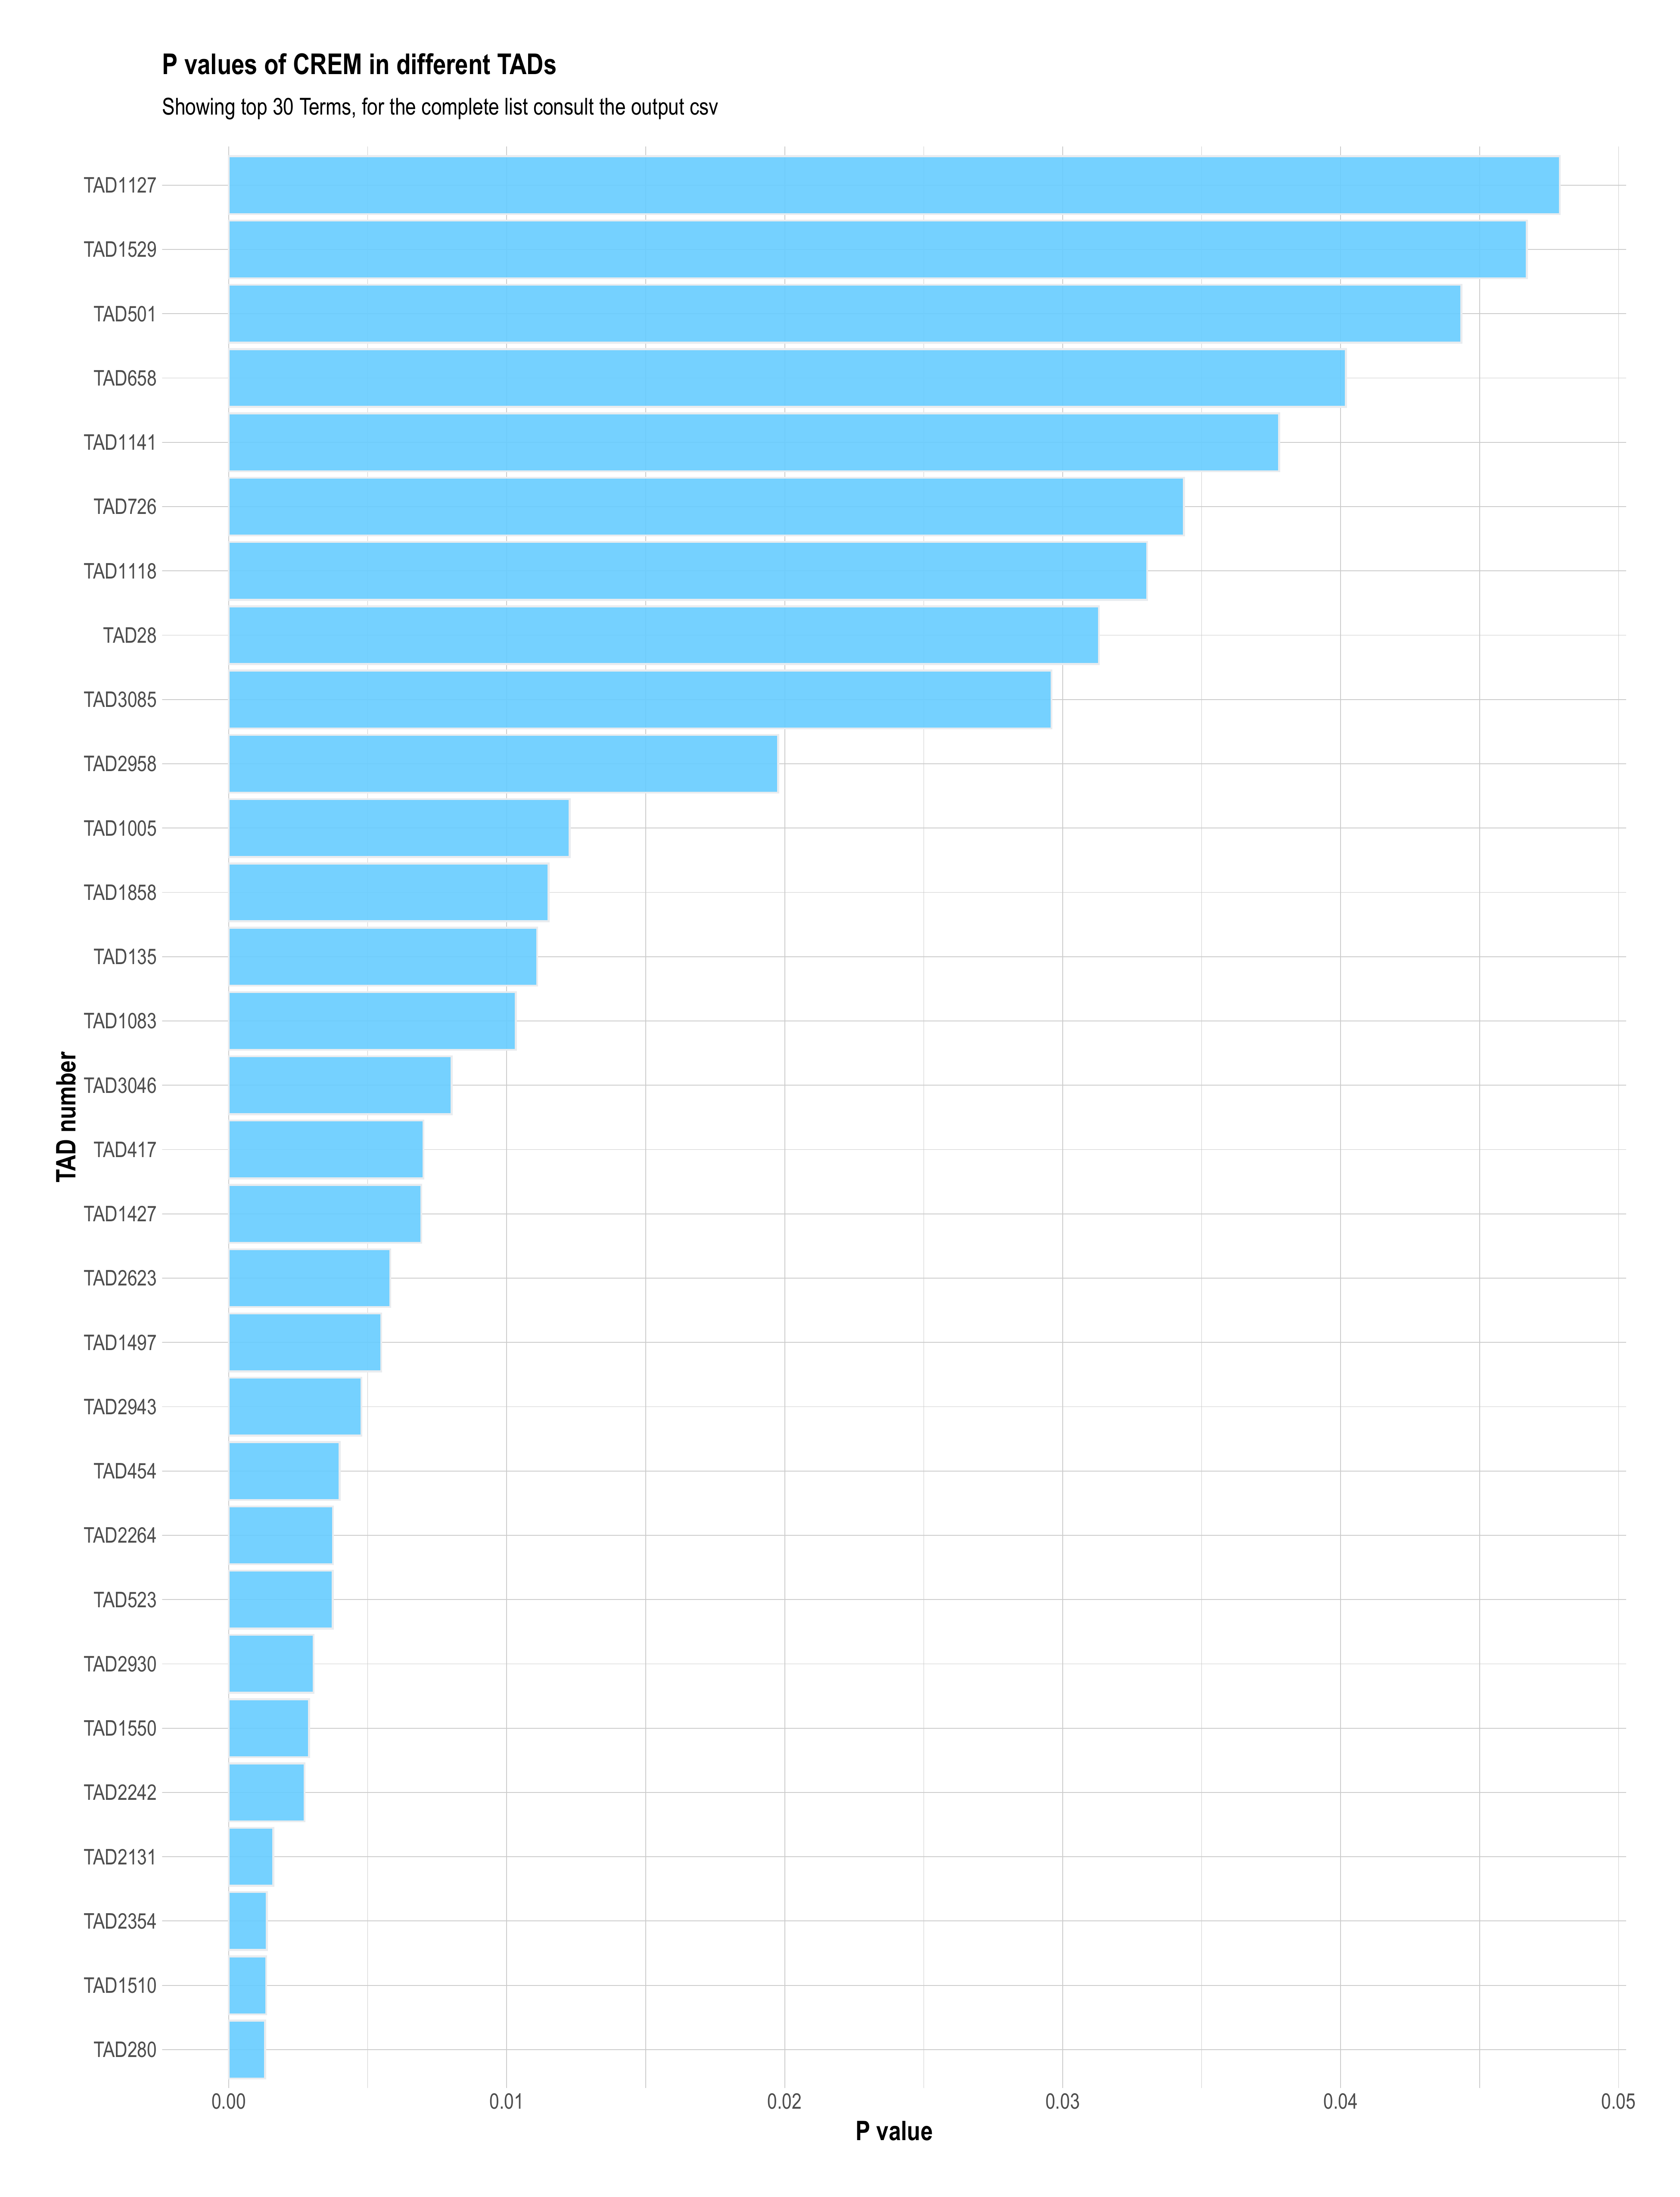 P values of CREM in different TADs
Showing top 30 Terms, for the complete list consult the output csv
TAD number
TAD1127
TAD1529
TAD501
TAD658
TAD1141
TAD726
TAD1118
TAD28
TAD3085
TAD2958
TAD1005
TAD1858
TAD135
TAD1083
TAD3046
TAD417
TAD1427
TAD2623
TAD1497
TAD2943
TAD454
TAD2264
TAD523
TAD2930
TAD1550
TAD2242
TAD2131
TAD2354
TAD1510
TAD280
0.00 0.01 0.02 0.03 0.04 0.05
P value